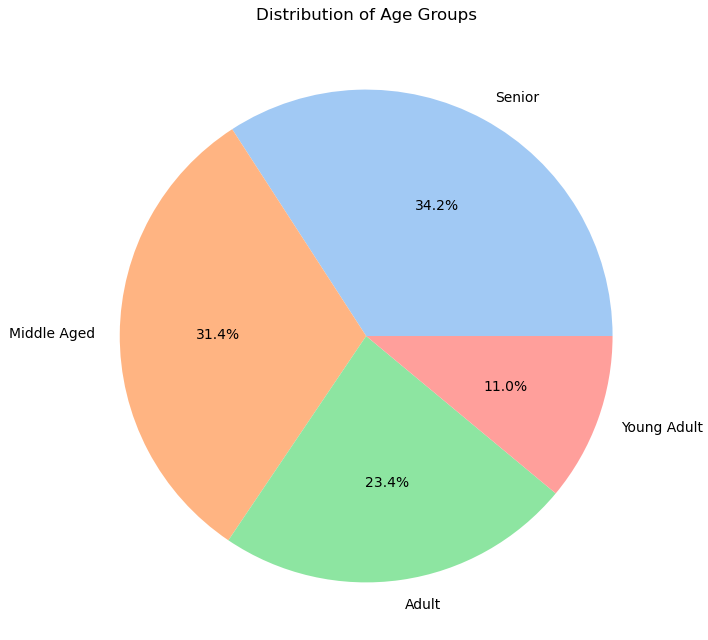 Distribution of Age Groups
Senior
34.2%
Middle Aged
31.4%
11.0%
Young Adult
23.4%
Adult